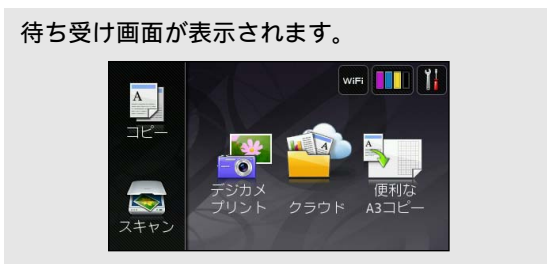 待ち受け画面が表示されます。
WiFi
コピー
デジカメ
プリント
クラウド
便利な
A3コピー
スキャン